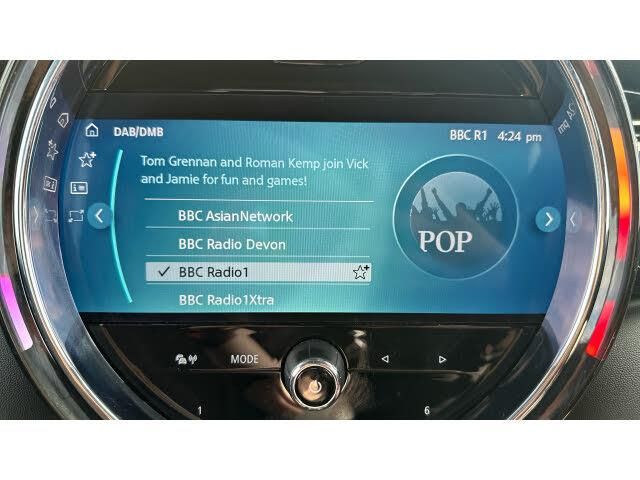 DAB/DMB
BBC R1 4:24 pm
Tom Grennan and Roman Kemp join Vick
and Jamie for fun and games!
BBC AsianNetwork
BBC Radio Devon
BBC Radio1
BBC Radio1Xtra
POP
MODE
1
6